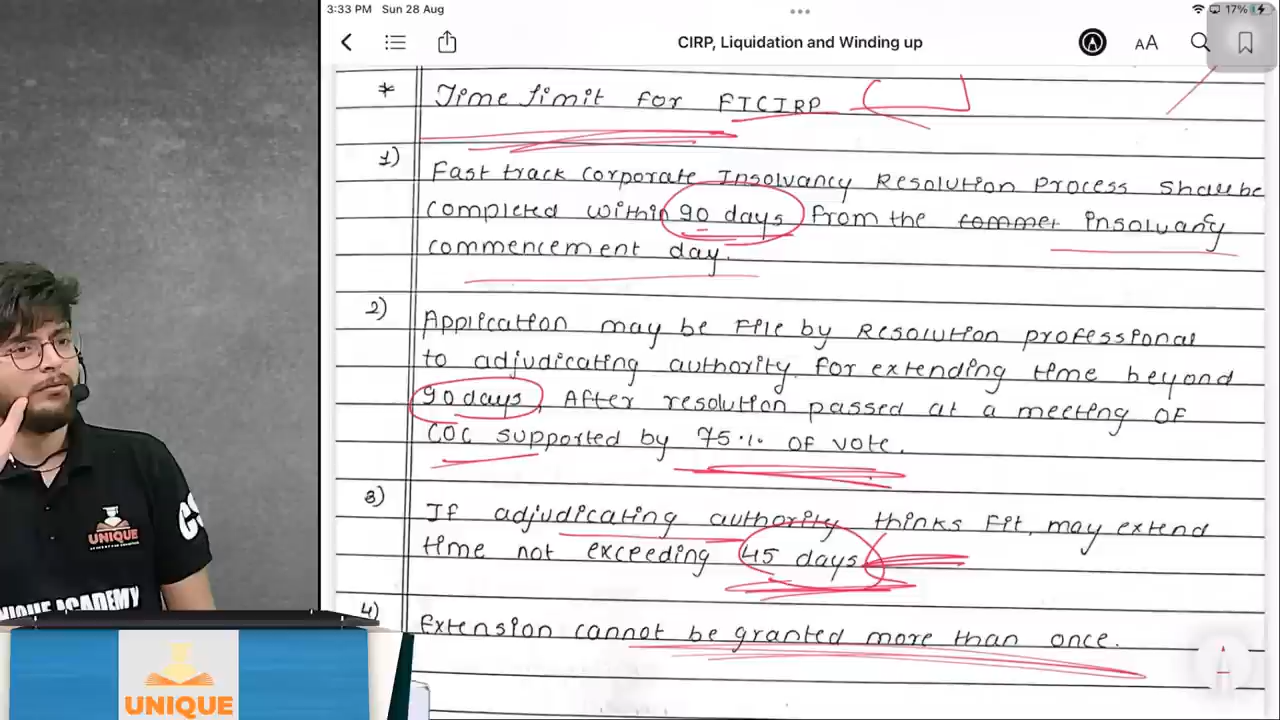 3:33 PM Sun 28 Aug
17%
CIRP, Liquidation and Winding up
AA
* Time limit for FTCIRP
1) Fast track corporate Insolvancy Resolution Process Shall be
completed within 90 days from the commer insolvancy
commencement day.
2) Application may be File by Resolution professional
to adjudicating authority for extending time beyond
90 days. After resolution passed at a meeting of
COC supported by 75.1. of vote.
3) If adjudicating authority thinks Fit, may extend
time not exceeding 45 days
4) Extension cannot be granted more than once.
UNIQUE
UNIQUE ACADEMY
CS
UNIQUE